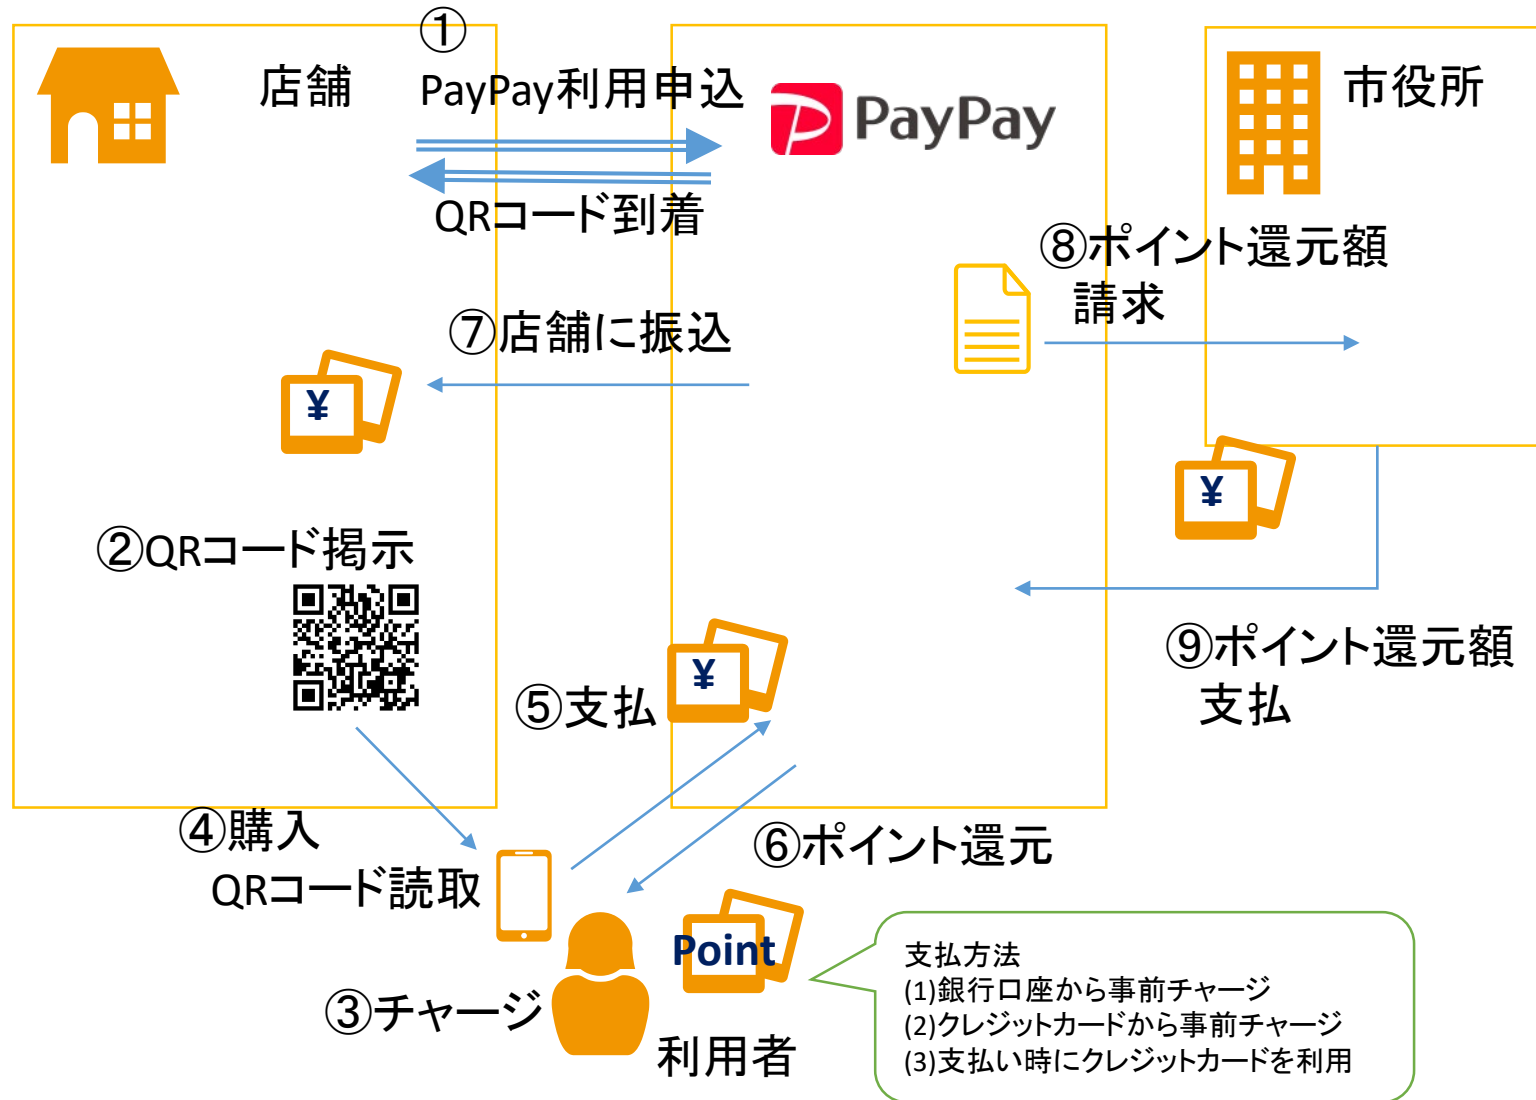 ①
店舗
PayPay利用申込
PayPay
市役所
QRコード到着
⑧ポイント還元額
請求
⑦店舗に振込
¥
¥
②QRコード掲示
⑤支払
¥
⑨ポイント還元額
支払
④購入
QRコード読取
⑥ポイント還元
Point
③チャージ
利用者
支払方法
(1)銀行口座から事前チャージ
(2)クレジットカードから事前チャージ
(3)支払い時にクレジットカードを利用